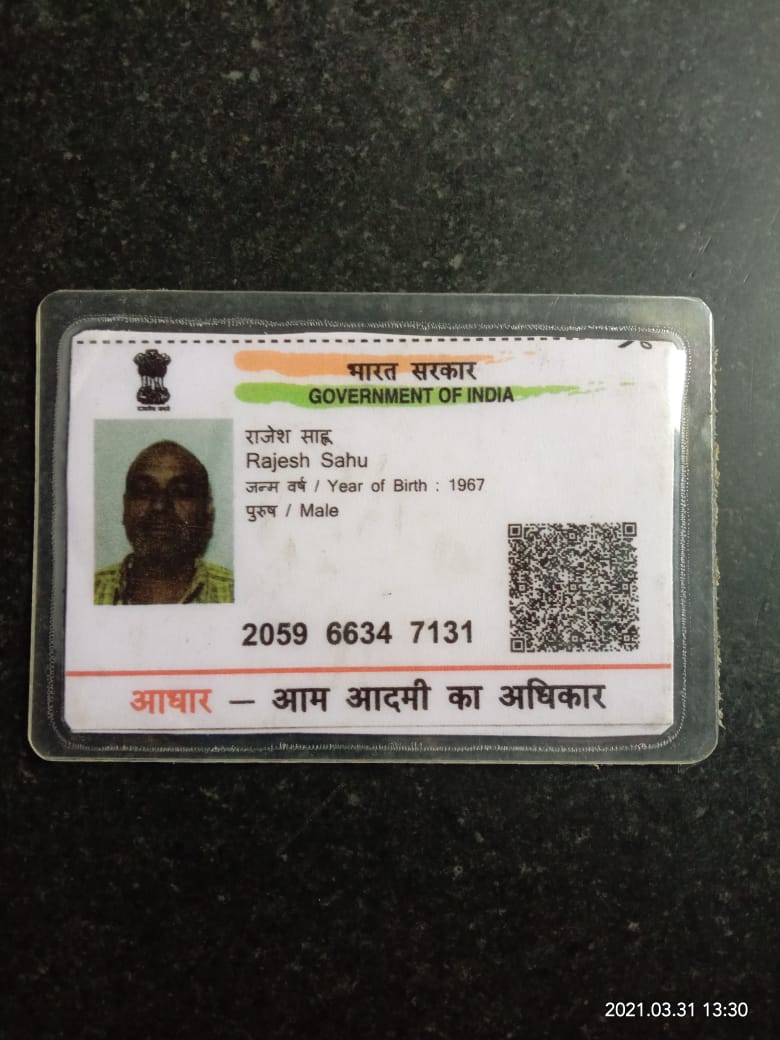 भारत सरकार
GOVERNMENT OF INDIA
राजेश साहू
Rajesh Sahu
जन्म वर्ष / Year of Birth : 1967
पुरुष / Male
2059 6634 7131
आधार — आम आदमी का अधिकार
2021.03.31 13:30